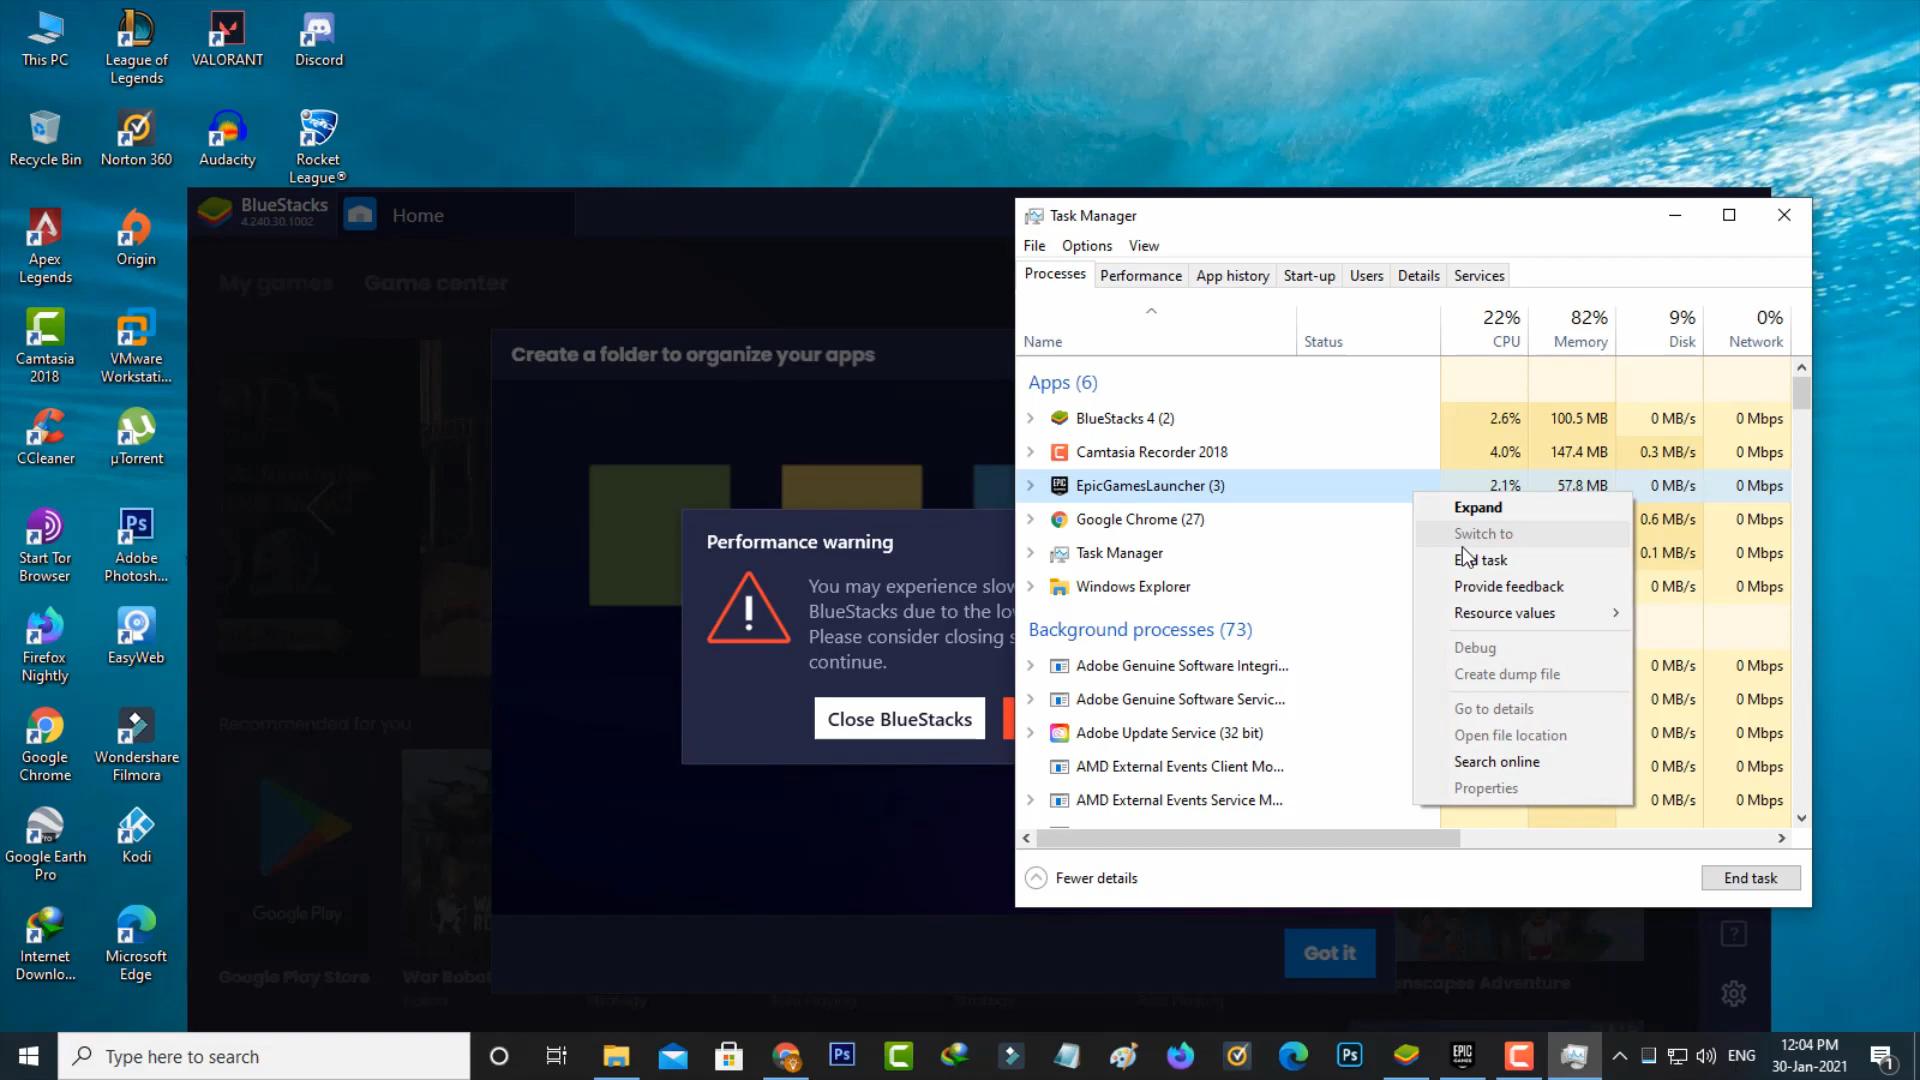 This PC
League of
Legends
VALORANT
Discord
Recycle Bin
Norton 360
Audacity
Rocket
League®
Apex
Legends
Origin
Camtasia
2018
VMware
Workstati...
CCleaner
µTorrent
Start Tor
Browser
Adobe
Photosh...
Firefox
Nightly
EasyWeb
Google
Chrome
Wondershare
Filmora
Google Earth
Pro
Kodi
Internet
Downlo...
Microsoft
Edge
BlueStacks
4.240.30.1002
Home
My games
Game center
Create a folder to organize your apps
Performance warning
You may experience slow
BlueStacks due to the low
Please consider closing s
continue.
Close BlueStacks
Recommended for you
Google Play
Google Play Store
War Robo
Strategy
Role Playing
Strategy
Role Playing
nscapes Adventure
Got it
Task Manager
File Options View
Processes Performance App history Start-up Users Details Services
22% 82% 9% 0%
Name Status CPU Memory Disk Network
Apps (6)
BlueStacks 4 (2) 2.6% 100.5 MB 0 MB/s 0 Mbps
Camtasia Recorder 2018 4.0% 147.4 MB 0.3 MB/s 0 Mbps
EpicGamesLauncher (3) 2.1% 57.8 MB 0 MB/s 0 Mbps
Google Chrome (27) 0.6 MB/s 0 Mbps
Task Manager 0.1 MB/s 0 Mbps
Windows Explorer 0 MB/s 0 Mbps
Background processes (73)
Adobe Genuine Software Integri... 0 MB/s 0 Mbps
Adobe Genuine Software Servic... 0 MB/s 0 Mbps
Adobe Update Service (32 bit) 0 MB/s 0 Mbps
AMD External Events Client Mo... 0 MB/s 0 Mbps
AMD External Events Service M... 0 MB/s 0 Mbps
Expand
Switch to
End task
Provide feedback
Resource values
Debug
Create dump file
Go to details
Open file location
Search online
Properties
Fewer details
End task
Type here to search
ENG
12:04 PM
30-Jan-2021
1